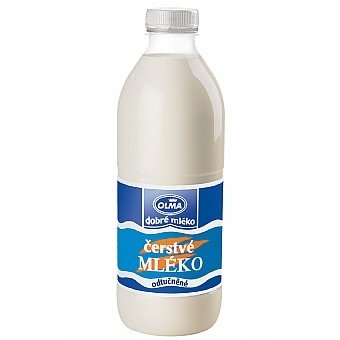 OLMA
dobré mléko
čerstvé
MLÉKO
odtučněné